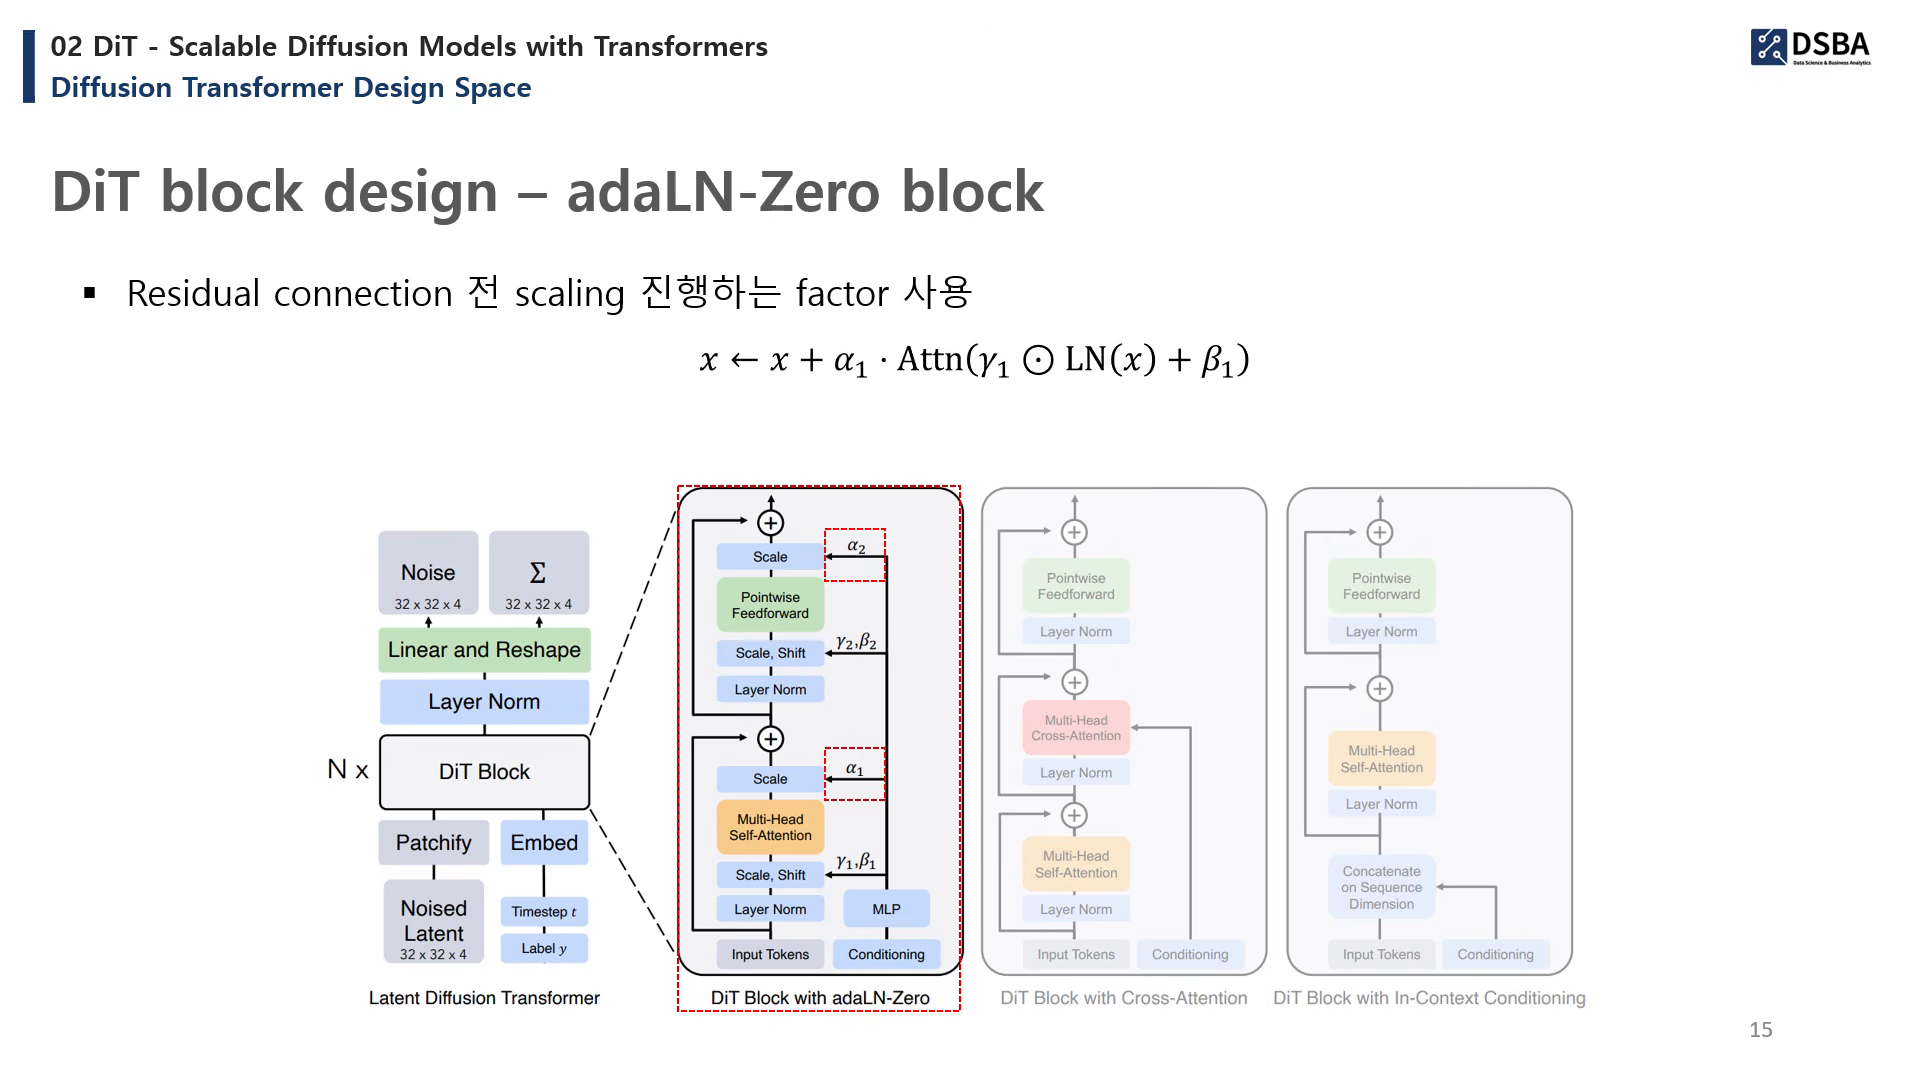 02 DiT - Scalable Diffusion Models with Transformers
Diffusion Transformer Design Space
DSBA
Data Science & Business Analytics
DiT block design – adaLN-Zero block
▪ Residual connection 전 scaling 진행하는 factor 사용
x ← x + α₁ · Attn(γ₁ ⊙ LN(x) + β₁)
Noise
32 x 32 x 4
Σ
32 x 32 x 4
Linear and Reshape
Layer Norm
N x
DiT Block
Patchify
Embed
Noised
Latent
32 x 32 x 4
Timestep t
Label y
Latent Diffusion Transformer
Scale
α₂
Pointwise
Feedforward
Scale, Shift
γ₂,β₂
Layer Norm
Scale
α₁
Multi-Head
Self-Attention
Scale, Shift
γ₁,β₁
Layer Norm
MLP
Input Tokens
Conditioning
DiT Block with adaLN-Zero
Pointwise
Feedforward
Layer Norm
Multi-Head
Cross-Attention
Layer Norm
Multi-Head
Self-Attention
Layer Norm
Input Tokens
Conditioning
DiT Block with Cross-Attention
Pointwise
Feedforward
Layer Norm
Multi-Head
Self-Attention
Layer Norm
Concatenate
on Sequence
Dimension
Input Tokens
Conditioning
DiT Block with In-Context Conditioning
15